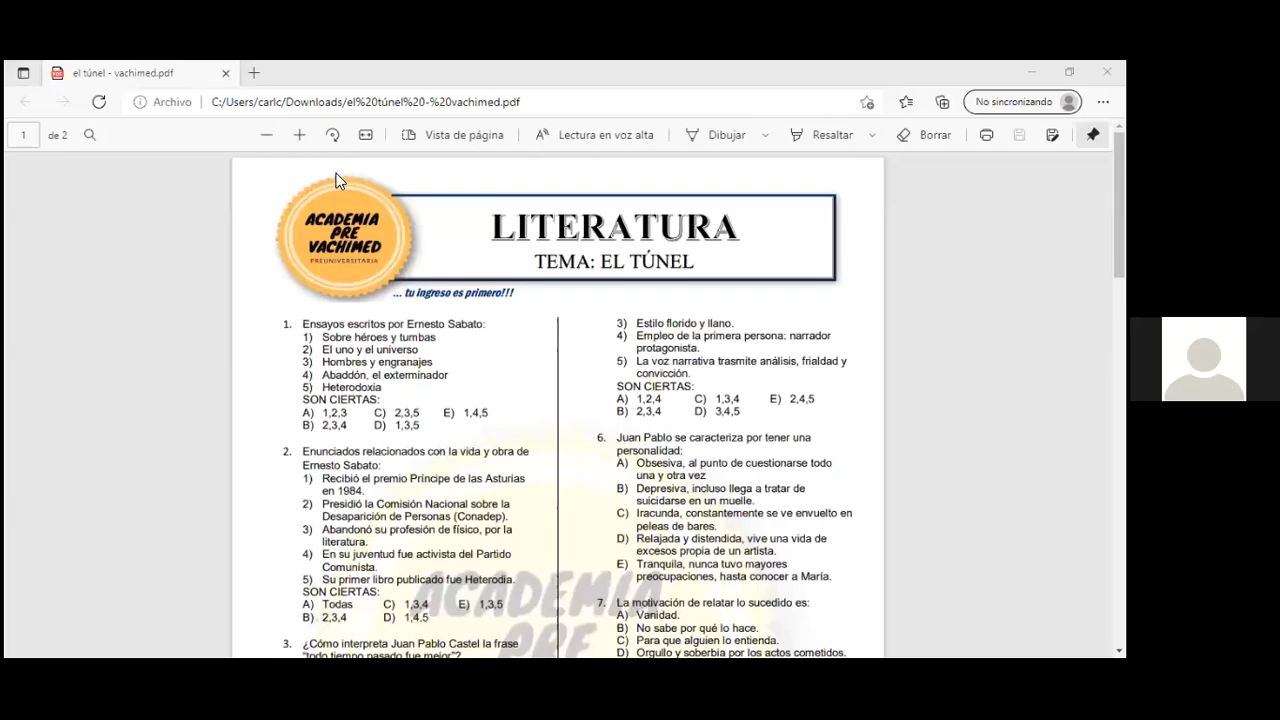 el túnel - vachimed.pdf
Archivo C:/Users/carlc/Downloads/el%20túnel%20-%20vachimed.pdf No sincronizando
1 de 2 Vista de página Lectura en voz alta Dibujar Resaltar Borrar
ACADEMIA
PRE
VACHIMED
PREUNIVERSITARIA
LITERATURA
TEMA: EL TÚNEL
... tu ingreso es primero!!!
1. Ensayos escritos por Ernesto Sabato:
1) Sobre héroes y tumbas
2) El uno y el universo
3) Hombres y engranajes
4) Abaddón, el exterminador
5) Heterodoxia
SON CIERTAS:
A) 1,2,3 C) 2,3,5 E) 1,4,5
B) 2,3,4 D) 1,3,5
2. Enunciados relacionados con la vida y obra de
Ernesto Sabato:
1) Recibió el premio Príncipe de las Asturias
en 1984.
2) Presidió la Comisión Nacional sobre la
Desaparición de Personas (Conadep).
3) Abandonó su profesión de físico, por la
literatura.
4) En su juventud fue activista del Partido
Comunista.
5) Su primer libro publicado fue Heterodia.
SON CIERTAS:
A) Todas C) 1,3,4 E) 1,3,5
B) 2,3,4 D) 1,4,5
3. ¿Cómo interpreta Juan Pablo Castel la frase
"todo tiempo pasado fue mejor"?
3) Estilo florido y llano.
4) Empleo de la primera persona: narrador
protagonista.
5) La voz narrativa trasmite análisis, frialdad y
convicción.
SON CIERTAS:
A) 1,2,4 C) 1,3,4 E) 2,4,5
B) 2,3,4 D) 3,4,5
6. Juan Pablo se caracteriza por tener una
personalidad:
A) Obsesiva, al punto de cuestionarse todo
una y otra vez
B) Depresiva, incluso llega a tratar de
suicidarse en un muelle.
C) Iracunda, constantemente se ve envuelto en
peleas de bares.
D) Relajada y distendida, vive una vida de
excesos propia de un artista.
E) Tranquila, nunca tuvo mayores
preocupaciones, hasta conocer a María.
7. La motivación de relatar lo sucedido es:
A) Vanidad.
B) No sabe por qué lo hace.
C) Para que alguien lo entienda.
D) Orgullo y soberbia por los actos cometidos.
ACADEMIA
PRE